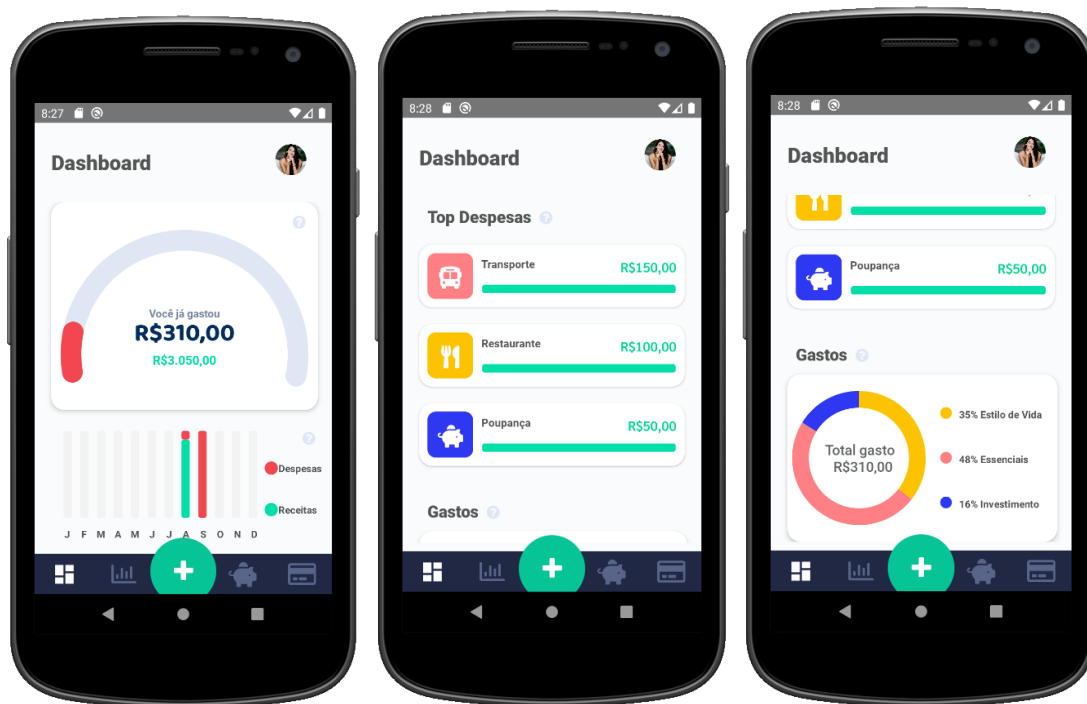 8:27
Dashboard
?
Você já gastou
R$310,00
R$3.050,00
?
Despesas
Receitas
J F M A M J J A S O N D
+
8:28
Dashboard
Top Despesas ?
Transporte R$150,00
Restaurante R$100,00
Poupança R$50,00
Gastos ?
+
8:28
Dashboard
Poupança R$50,00
Gastos ?
35% Estilo de Vida
Total gasto
R$310,00
48% Essenciais
16% Investimento
+